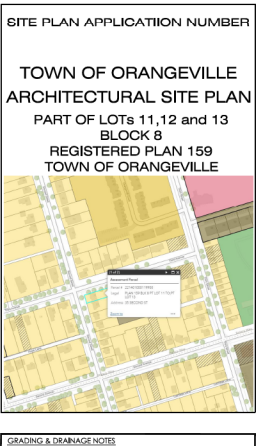 SITE PLAN APPLICATIION NUMBER
TOWN OF ORANGEVILLE
ARCHITECTURAL SITE PLAN
PART OF LOTs 11,12 and 13
BLOCK 8
REGISTERED PLAN 159
TOWN OF ORANGEVILLE
Assessment Parcel
GRADING & DRAINAGE NOTES